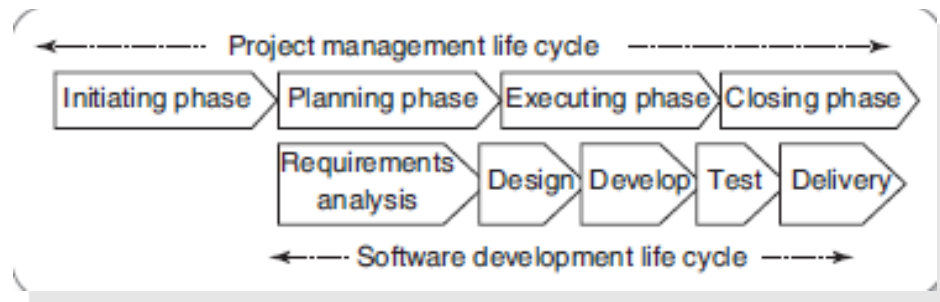 Project management life cycle
Initiating phase Planning phase Executing phase Closing phase
Requirements
analysis
Design Develop Test Delivery
Software development life cycle